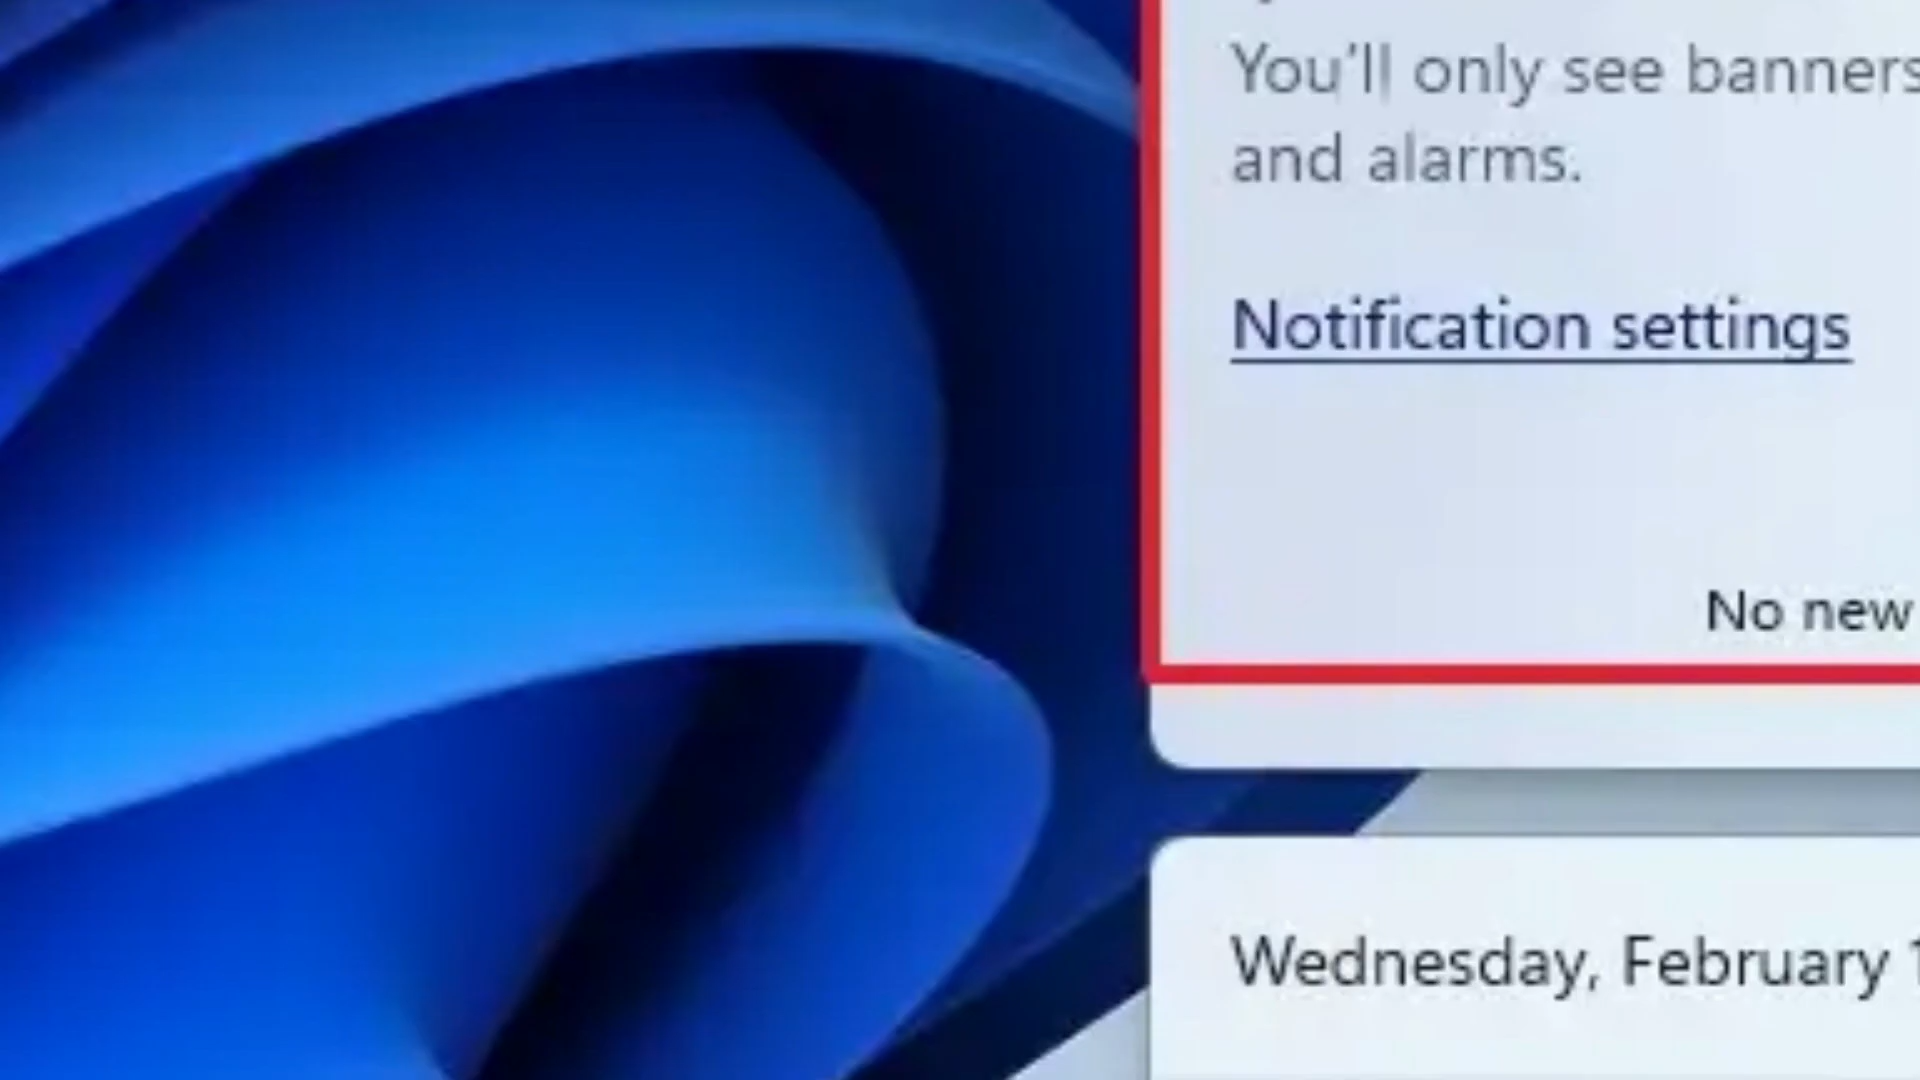 You'll only see banners
and alarms.
Notification settings
No new
Wednesday, February